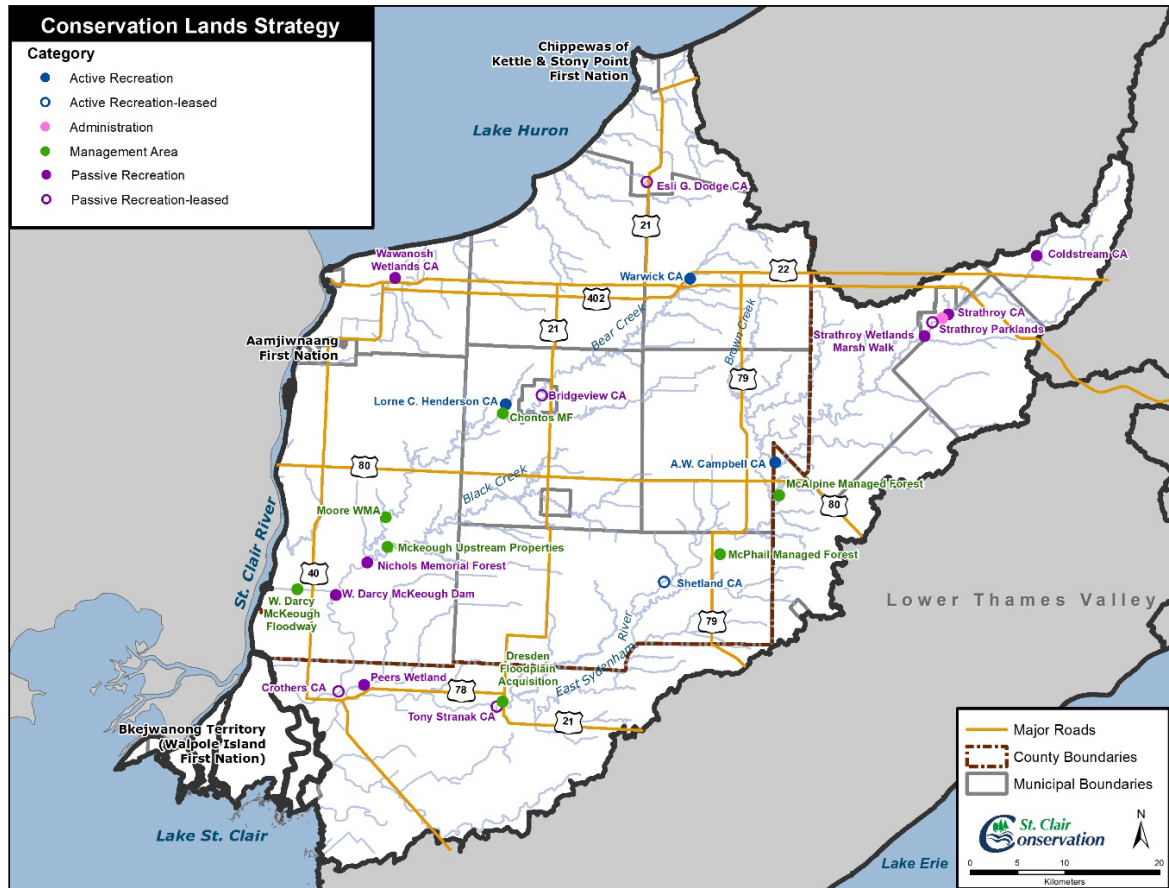 Conservation Lands Strategy
Category
Active Recreation
Active Recreation-leased
Administration
Management Area
Passive Recreation
Passive Recreation-leased
Chippewas of
Kettle & Stony Point
First Nation
Lake Huron
Esli G. Dodge CA
21
Wawanosh
Wetlands CA
Warwick CA
22
Coldstream CA
402
Strathroy CA
Strathroy Parklands
Strathroy Wetlands
Marsh Walk
21
Bear Creek
Brown Creek
Aamjiwnaang
First Nation
79
Lorne C. Henderson CA
Bridgeview CA
Chontos MF
80
A.W. Campbell CA
Black Creek
McAlpine Managed Forest
80
Moore WMA
Mckeough Upstream Properties
McPhail Managed Forest
Nichols Memorial Forest
St. Clair River
40
Shetland CA
W. Darcy McKeough Dam
W. Darcy
McKeough
Floodway
Lower Thames Valley
79
East Sydenham River
Dresden
Floodplain
Acquisition
Peers Wetland
Crothers CA
78
Tony Stranak CA
21
Bkejwanong Territory
(Walpole Island
First Nation)
Lake St. Clair
Lake Erie
Major Roads
County Boundaries
Municipal Boundaries
St. Clair
Conservation
N
0 5 10 20
Kilometers